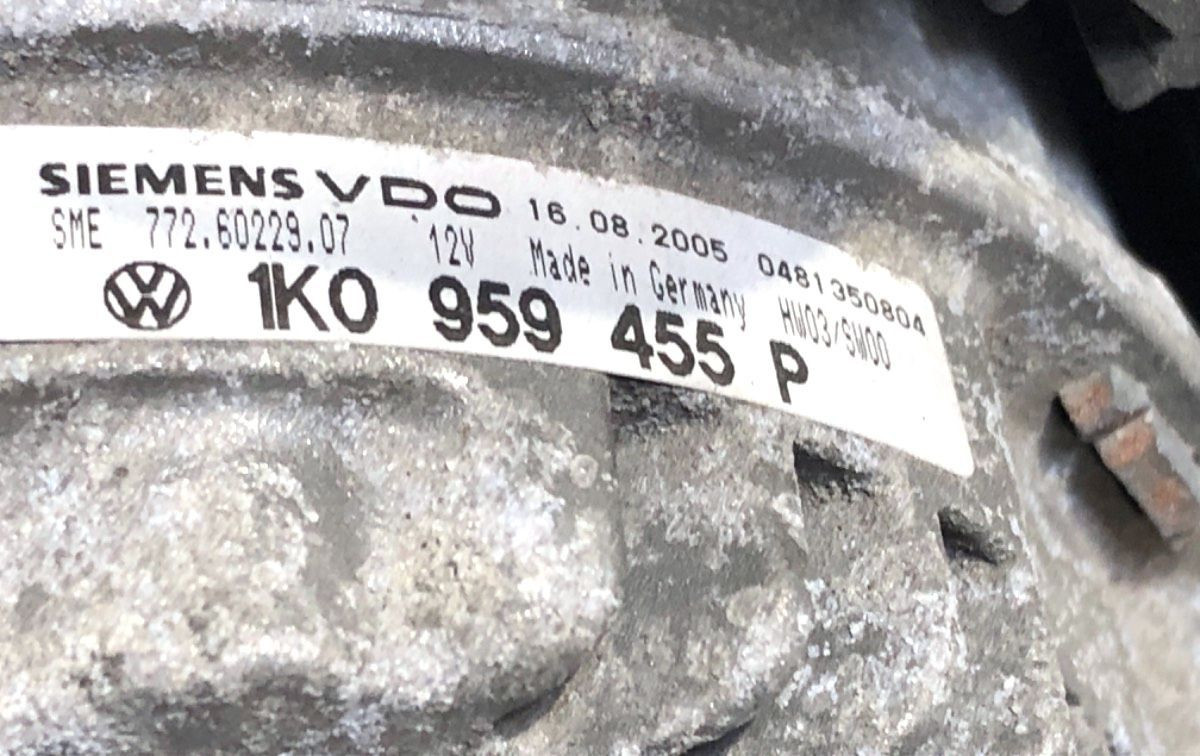 SIEMENS VDO 16.08.2005 0481350804
SME 772.60229.07 12V Made in Germany HW03/SW00
1K0 959 455 P